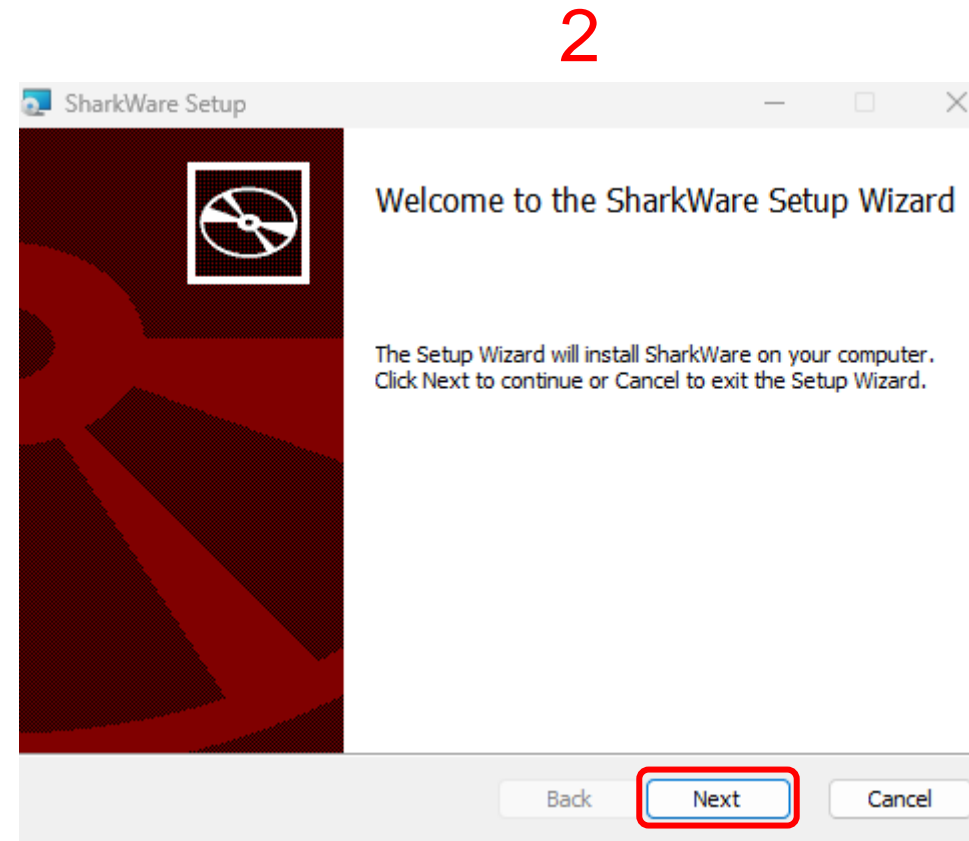 2
SharkWare Setup
Welcome to the SharkWare Setup Wizard
The Setup Wizard will install SharkWare on your computer.
Click Next to continue or Cancel to exit the Setup Wizard.
Back Next Cancel